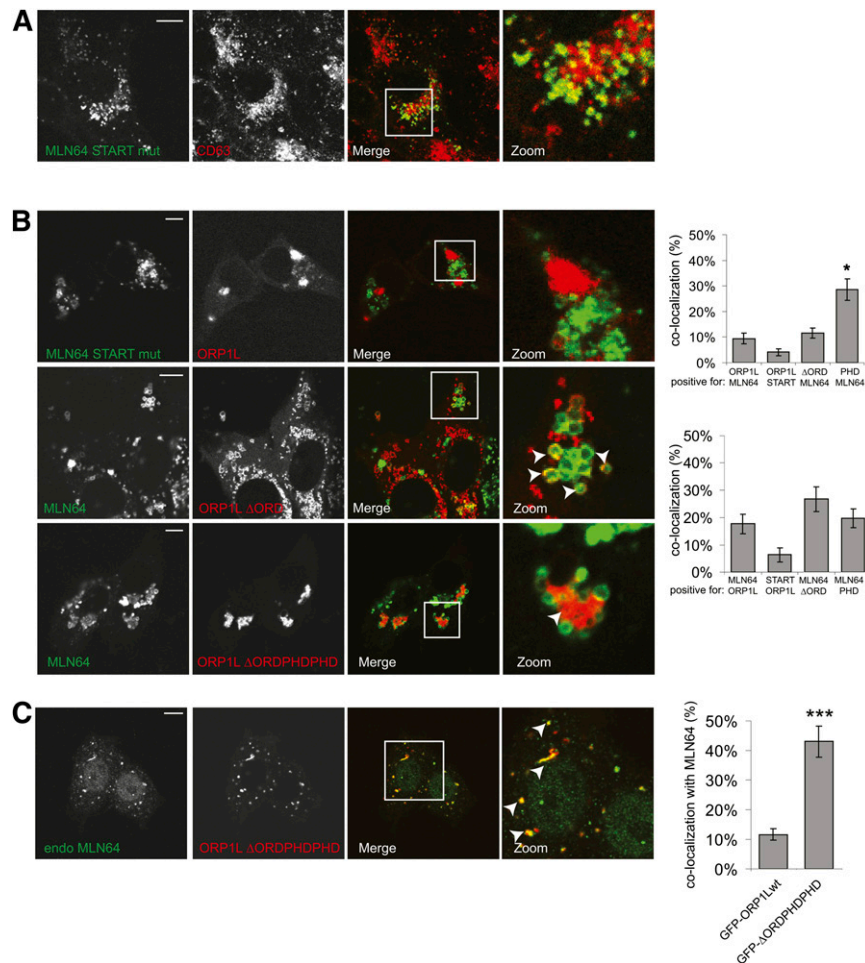 A
MLN64 START mut
CD63
Merge
Zoom
B
MLN64 START mut
ORP1L
Merge
Zoom
MLN64
ORP1L ΔORD
Merge
Zoom
MLN64
ORP1L ΔORDPHDPHD
Merge
Zoom
co-localization (%)
50%
40%
30%
20%
10%
0%
*
positive for:
ORP1L MLN64
ORP1L START
ΔORD MLN64
PHD MLN64
co-localization (%)
50%
40%
30%
20%
10%
0%
positive for:
MLN64 ORP1L
START ORP1L
MLN64 ΔORD
MLN64 PHD
C
endo MLN64
ORP1L ΔORDPHDPHD
Merge
Zoom
co-localization with MLN64 (%)
50%
40%
30%
20%
10%
0%
***
GFP-ORP1Lwt
GFP-ΔORDPHDPHD